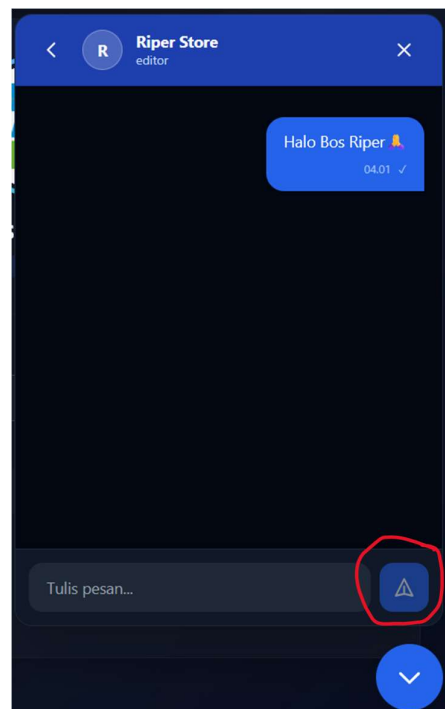 R
Riper Store
editor
Halo Bos Riper 🙏
04.01 ✓
Tulis pesan...